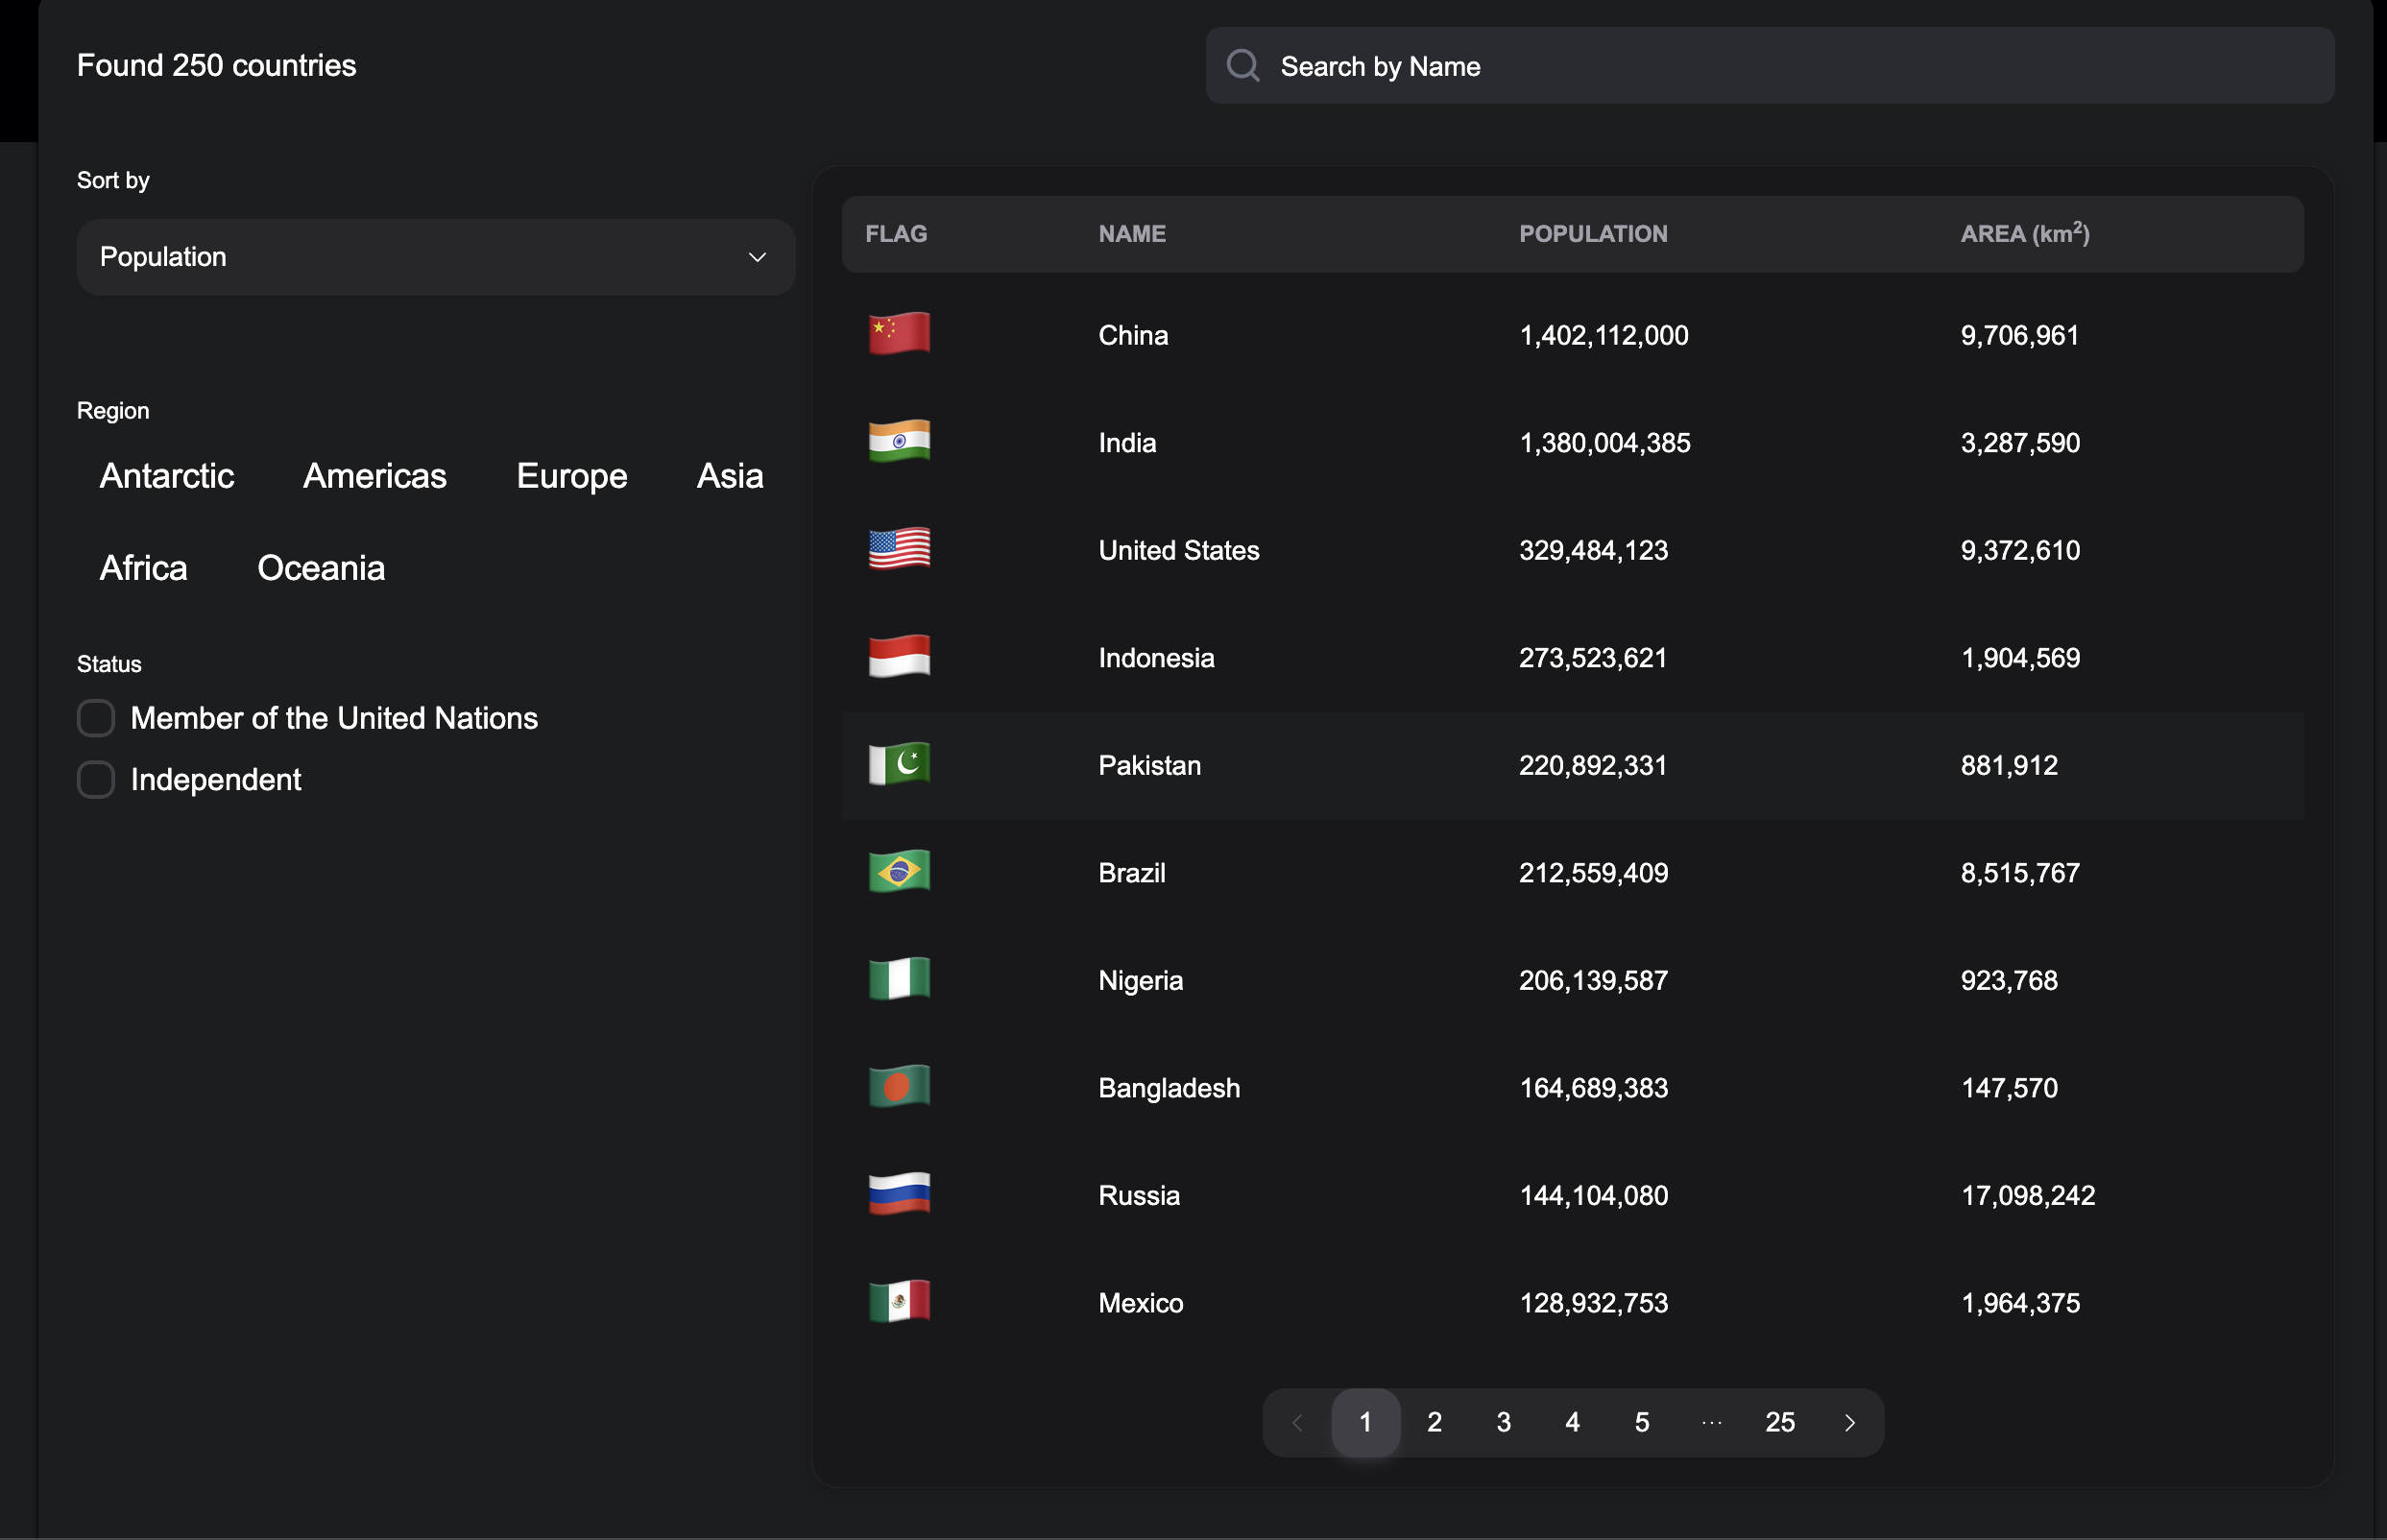 Found 250 countries
Search by Name
Sort by
Population
Region
Antarctic Americas Europe Asia
Africa Oceania
Status
Member of the United Nations
Independent
FLAG NAME POPULATION AREA (km²)
China 1,402,112,000 9,706,961
India 1,380,004,385 3,287,590
United States 329,484,123 9,372,610
Indonesia 273,523,621 1,904,569
Pakistan 220,892,331 881,912
Brazil 212,559,409 8,515,767
Nigeria 206,139,587 923,768
Bangladesh 164,689,383 147,570
Russia 144,104,080 17,098,242
Mexico 128,932,753 1,964,375
1 2 3 4 5 ... 25